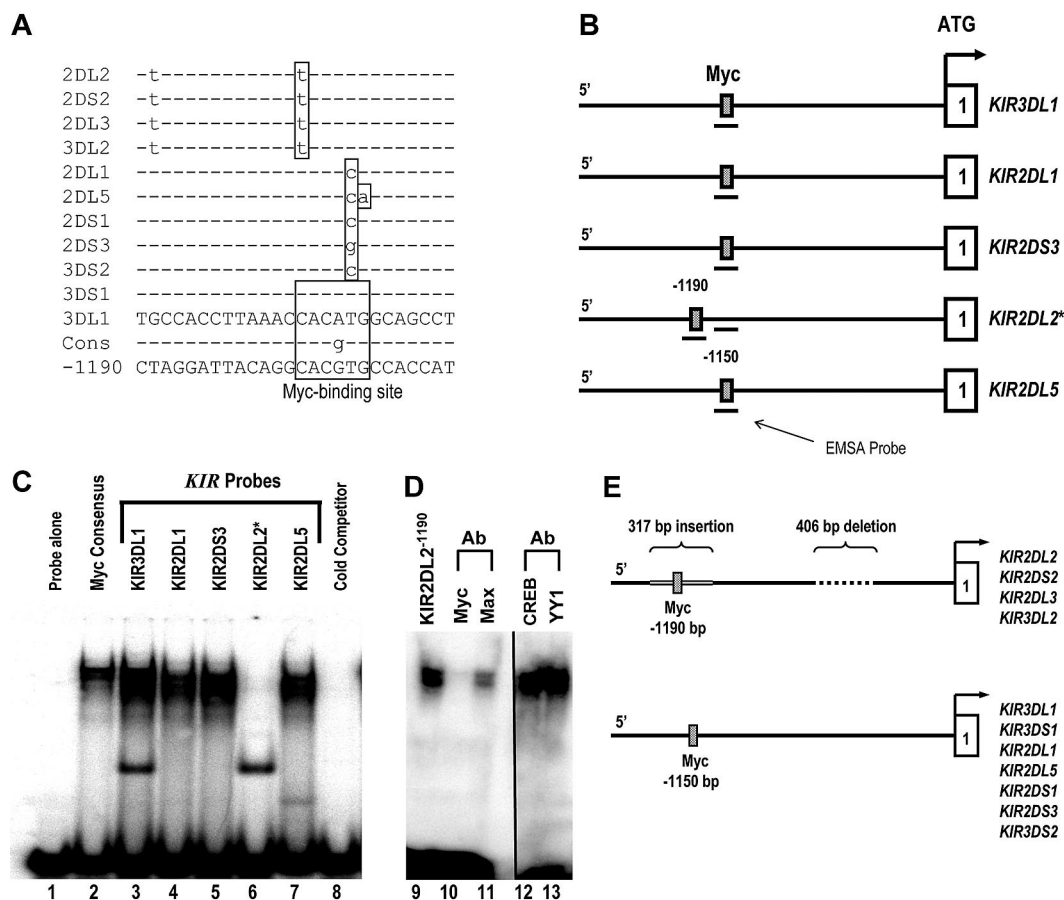 A
2DL2 -t-----------t------------
2DS2 -t-----------t------------
2DL3 -t-----------t------------
3DL2 -t-----------t------------
2DL1 -----------------c--------
2DL5 -----------------ca-------
2DS1 -----------------c--------
2DS3 -----------------g--------
3DS2 -----------------c--------
3DS1 --------------------------
3DL1 TGCCACCTTAAACCACATGGCAGCCT
Cons ----------------g---------
-1190 CTAGGATTACAGGCACGTGCCACCAT
Myc-binding site
B
ATG
Myc
5’ 1 KIR3DL1
5’ 1 KIR2DL1
5’ 1 KIR2DS3
-1190
5’ 1 KIR2DL2*
-1150
5’ 1 KIR2DL5
EMSA Probe
C
KIR Probes
Probe alone
Myc Consensus
KIR3DL1
KIR2DL1
KIR2DS3
KIR2DL2*
KIR2DL5
Cold Competitor
1 2 3 4 5 6 7 8
D
Ab Ab
KIR2DL2-1190
Myc
Max
CREB
YY1
9 10 11 12 13
E
317 bp insertion 406 bp deletion
5’ 1
Myc
-1190 bp
KIR2DL2
KIR2DS2
KIR2DL3
KIR3DL2
5’ 1
Myc
-1150 bp
KIR3DL1
KIR3DS1
KIR2DL1
KIR2DL5
KIR2DS1
KIR2DS3
KIR3DS2